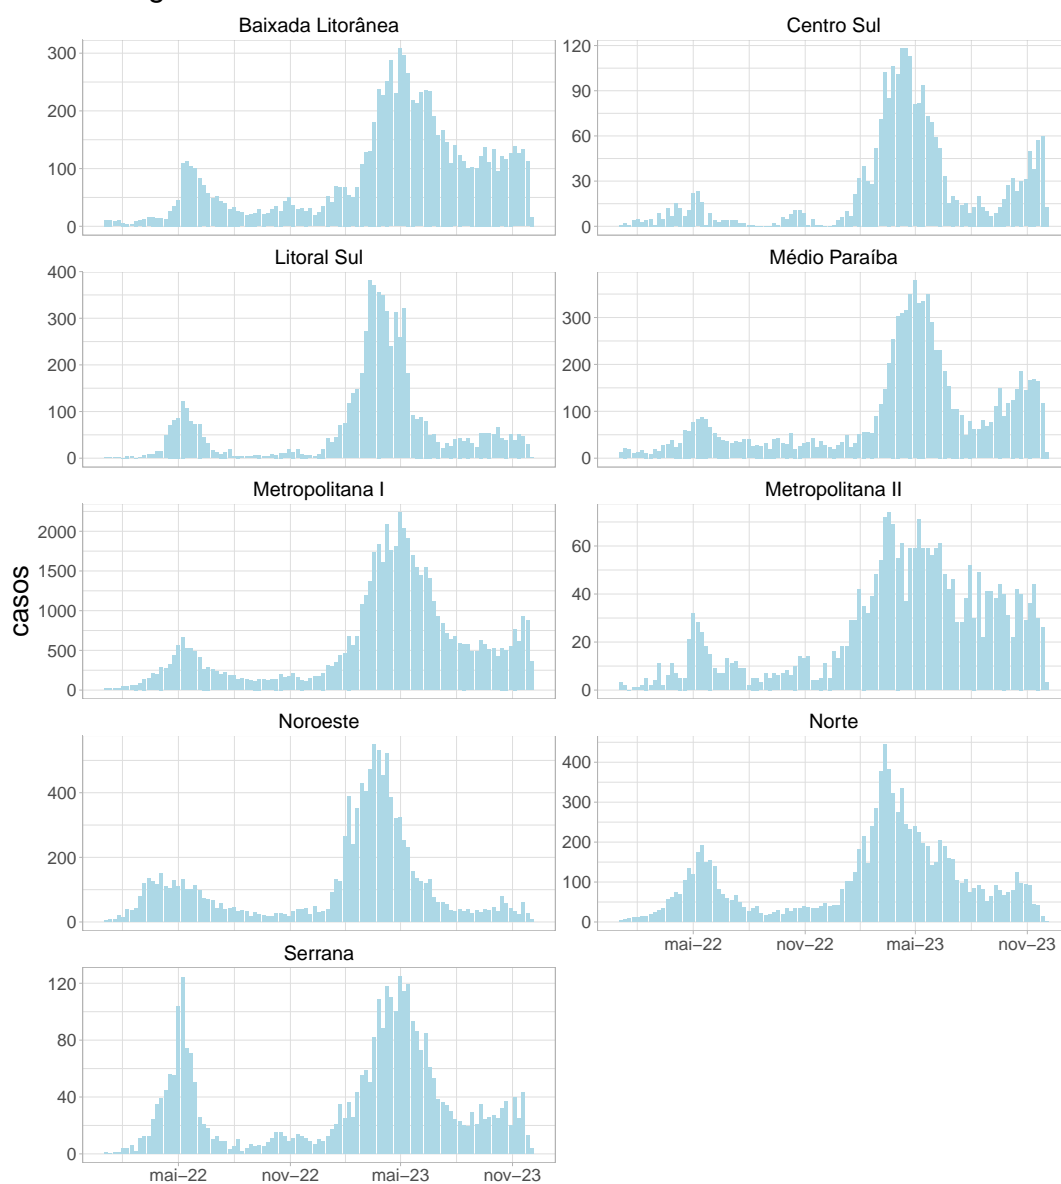 Baixada Litorânea
Centro Sul
300
200
100
0
120
90
60
30
0
Litoral Sul
Médio Paraíba
400
300
200
100
0
300
200
100
0
Metropolitana I
Metropolitana II
2000
1500
1000
500
0
60
40
20
0
casos
Noroeste
Norte
400
200
0
400
300
200
100
0
mai–22
nov–22
mai–23
nov–23
Serrana
120
80
40
0
mai–22
nov–22
mai–23
nov–23